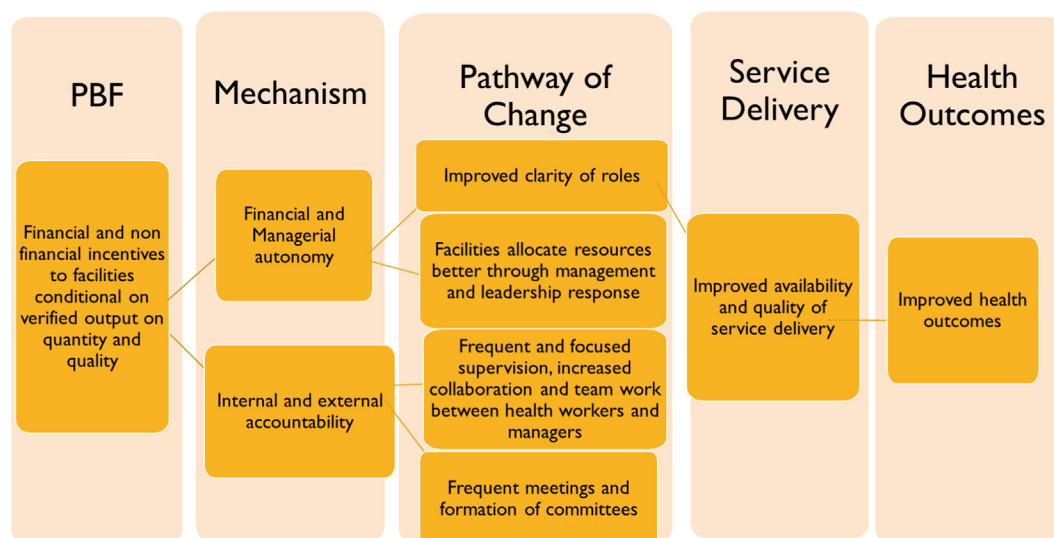 PBF
Financial and non
financial incentives
to facilities
conditional on
verified output on
quantity and
quality
Mechanism
Financial and
Managerial
autonomy
Internal and external
accountability
Pathway of
Change
Improved clarity of roles
Facilities allocate resources
better through management
and leadership response
Frequent and focused
supervision, increased
collaboration and team work
between health workers and
managers
Frequent meetings and
formation of committees
Service
Delivery
Improved availability
and quality of
service delivery
Health
Outcomes
Improved health
outcomes